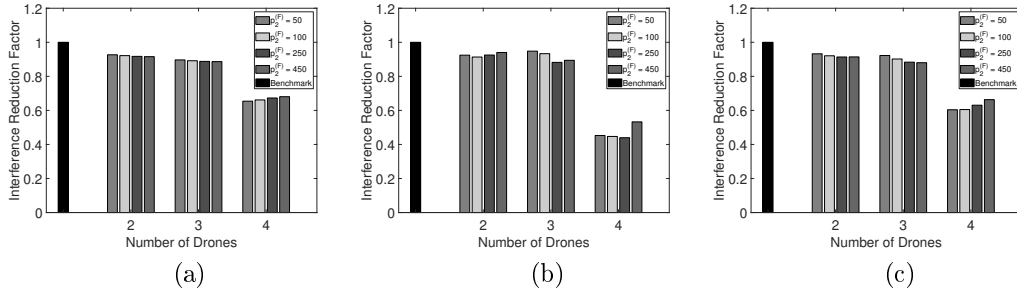 1.2
1
0.8
0.6
0.4
0.2
0
Interference Reduction Factor
2 3 4
Number of Drones
p₂^(F) = 50
p₂^(F) = 100
p₂^(F) = 250
p₂^(F) = 450
Benchmark
(a)
1.2
1
0.8
0.6
0.4
0.2
0
Interference Reduction Factor
2 3 4
Number of Drones
p₂^(F) = 50
p₂^(F) = 100
p₂^(F) = 250
p₂^(F) = 450
Benchmark
(b)
1.2
1
0.8
0.6
0.4
0.2
0
Interference Reduction Factor
2 3 4
Number of Drones
p₂^(F) = 50
p₂^(F) = 100
p₂^(F) = 250
p₂^(F) = 450
Benchmark
(c)